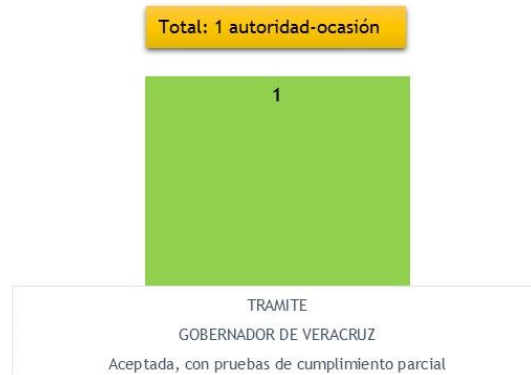 Total: 1 autoridad-ocasión
1
TRAMITE
GOBERNADOR DE VERACRUZ
Aceptada, con pruebas de cumplimiento parcial